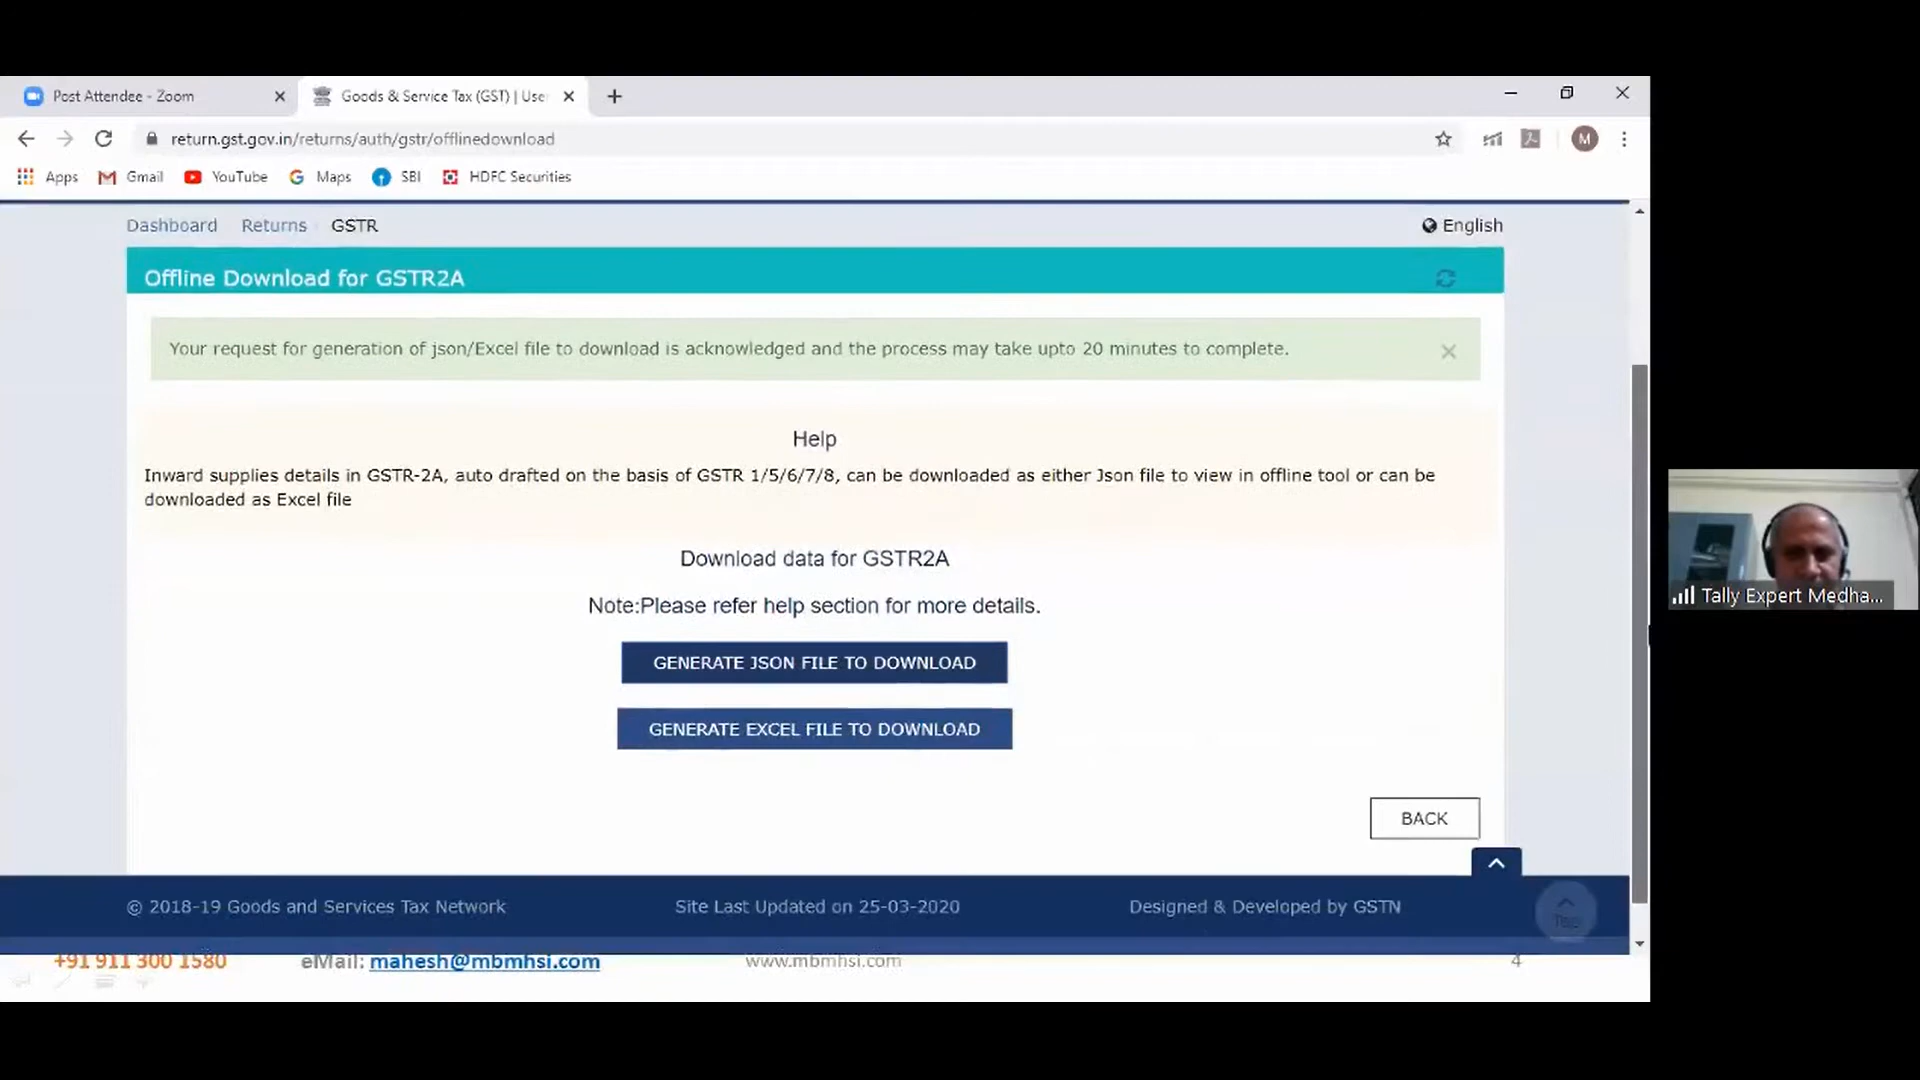 Post Attendee - Zoom
Goods & Service Tax (GST) | Use
return.gst.gov.in/returns/auth/gstr/offlinedownload
M
Apps Gmail YouTube Maps SBI HDFC Securities
Dashboard Returns GSTR English
Offline Download for GSTR2A
Your request for generation of json/Excel file to download is acknowledged and the process may take upto 20 minutes to complete.
Help
Inward supplies details in GSTR-2A, auto drafted on the basis of GSTR 1/5/6/7/8, can be downloaded as either Json file to view in offline tool or can be
downloaded as Excel file
Download data for GSTR2A
Note:Please refer help section for more details.
GENERATE JSON FILE TO DOWNLOAD
GENERATE EXCEL FILE TO DOWNLOAD
BACK
© 2018-19 Goods and Services Tax Network Site Last Updated on 25-03-2020 Designed & Developed by GSTN
Top
+91 911 300 1580 eMail: mahesh@mbmhsi.com www.mbmhsi.com 4
Tally Expert Medha...